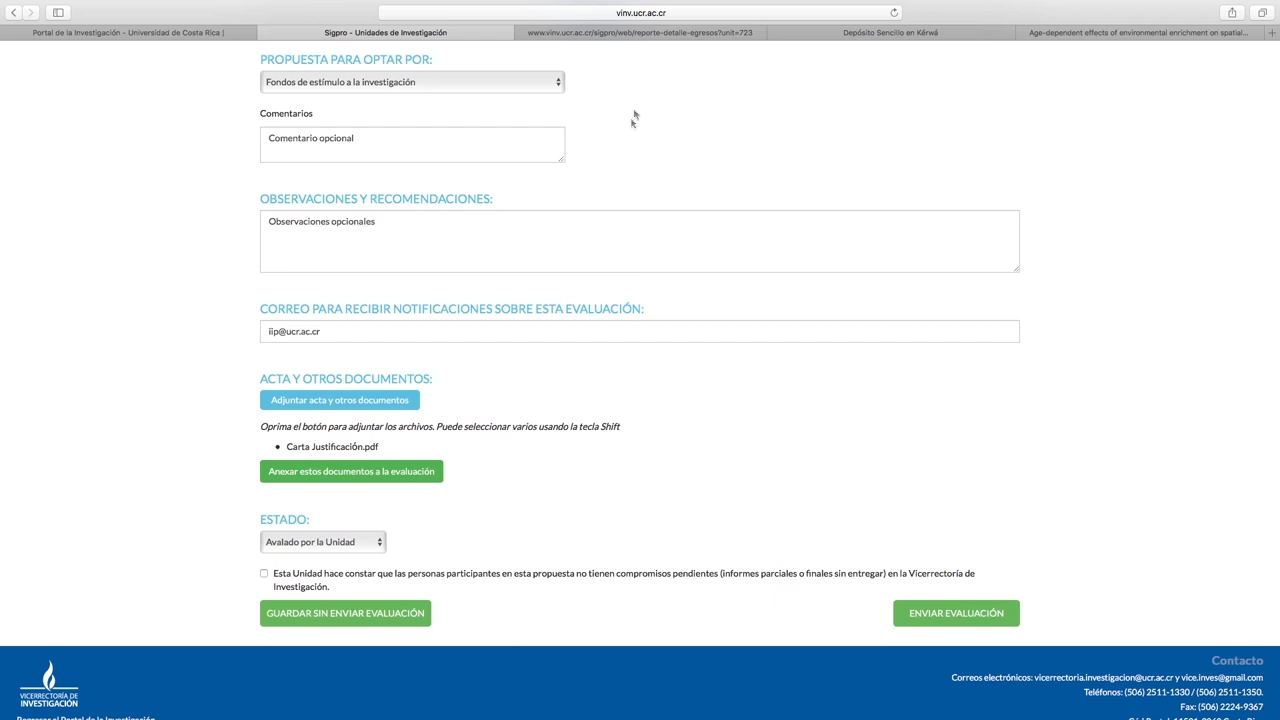 vinv.ucr.ac.cr
Portal de la Investigación - Universidad de Costa Rica |
Sigpro - Unidades de Investigación
www.vinv.ucr.ac.cr/sigpro/web/reporte-detalle-egresos?unit=723
Depósito Sencillo en Kérwá
Age-dependent effects of environmental enrichment on spatial...
PROPUESTA PARA OPTAR POR:
Fondos de estímulo a la investigación
Comentarios
Comentario opcional
OBSERVACIONES Y RECOMENDACIONES:
Observaciones opcionales
CORREO PARA RECIBIR NOTIFICACIONES SOBRE ESTA EVALUACIÓN:
iip@ucr.ac.cr
ACTA Y OTROS DOCUMENTOS:
Adjuntar acta y otros documentos
Oprima el botón para adjuntar los archivos. Puede seleccionar varios usando la tecla Shift
• Carta Justificación.pdf
Anexar estos documentos a la evaluación
ESTADO:
Avalado por la Unidad
Esta Unidad hace constar que las personas participantes en esta propuesta no tienen compromisos pendientes (informes parciales o finales sin entregar) en la Vicerrectoría de
Investigación.
GUARDAR SIN ENVIAR EVALUACIÓN
ENVIAR EVALUACIÓN
Contacto
Correos electrónicos: vicerrectoria.investigacion@ucr.ac.cr y vice.inves@gmail.com
Teléfonos: (506) 2511-1330 / (506) 2511-1350.
Fax: (506) 2224-9367
VICERRECTORÍA DE
INVESTIGACIÓN
Regresar al Portal de la Investigación